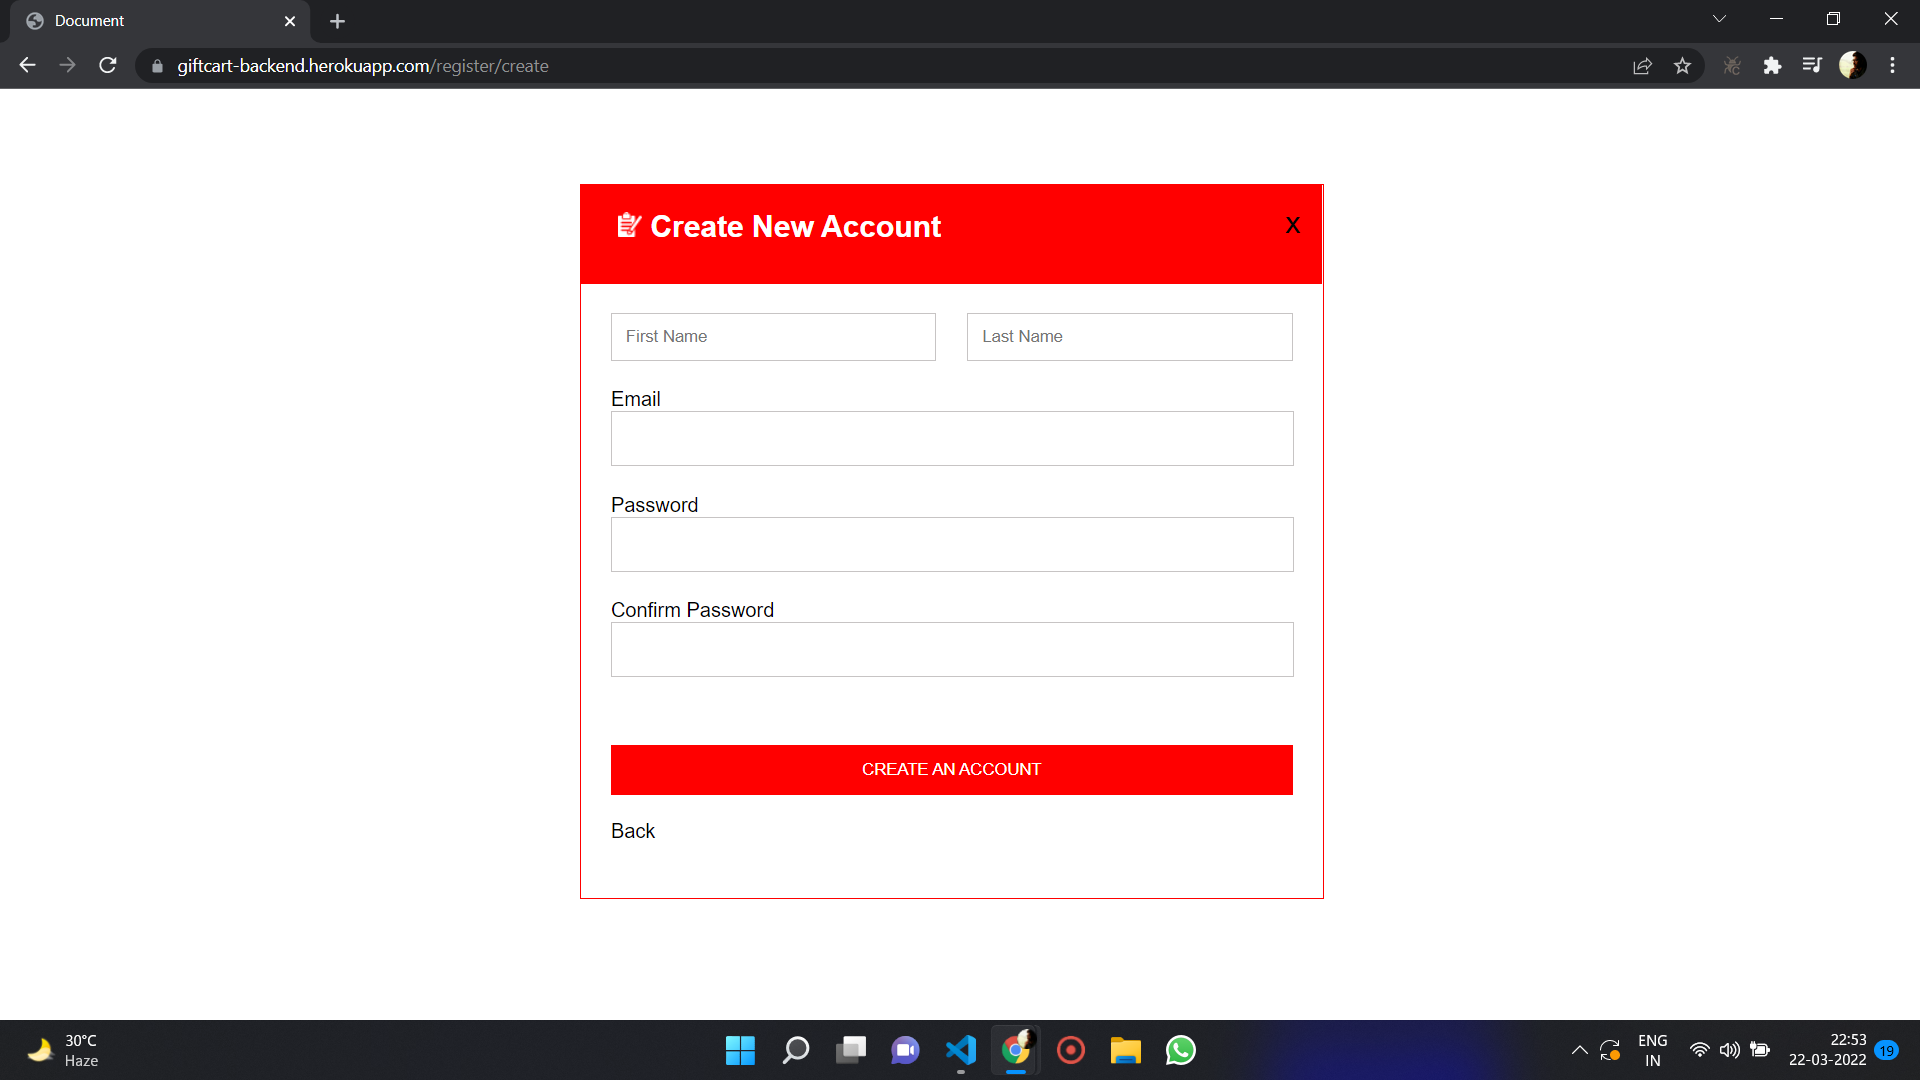 Document
giftcart-backend.herokuapp.com/register/create
Create New Account
X
First Name
Last Name
Email
Password
Confirm Password
CREATE AN ACCOUNT
Back
30°C
Haze
ENG
IN
22:53
22-03-2022
19